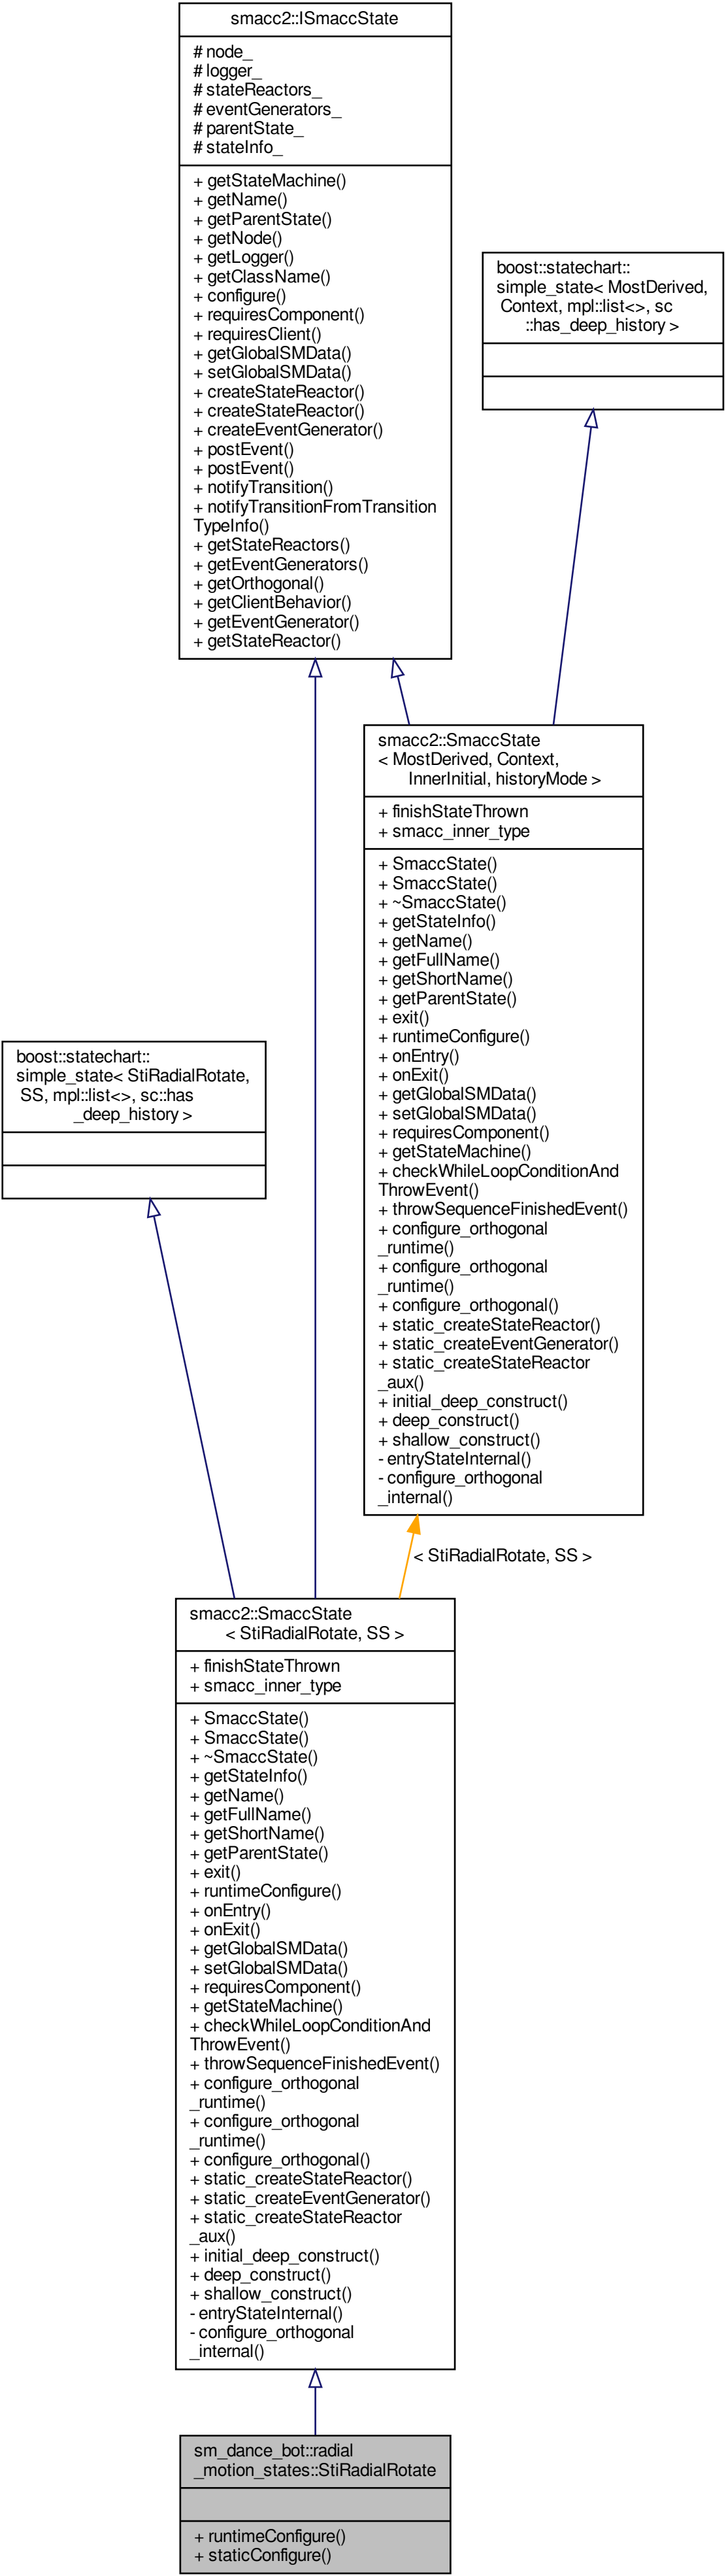 smacc2::ISmaccState
# node_
# logger_
# stateReactors_
# eventGenerators_
# parentState_
# stateInfo_
+ getStateMachine()
+ getName()
+ getParentState()
+ getNode()
+ getLogger()
+ getClassName()
+ configure()
+ requiresComponent()
+ requiresClient()
+ getGlobalSMData()
+ setGlobalSMData()
+ createStateReactor()
+ createStateReactor()
+ createEventGenerator()
+ postEvent()
+ postEvent()
+ notifyTransition()
+ notifyTransitionFromTransition
TypeInfo()
+ getStateReactors()
+ getEventGenerators()
+ getOrthogonal()
+ getClientBehavior()
+ getEventGenerator()
+ getStateReactor()
boost::statechart::
simple_state< MostDerived,
Context, mpl::list<>, sc
::has_deep_history >
smacc2::SmaccState
< MostDerived, Context,
InnerInitial, historyMode >
+ finishStateThrown
+ smacc_inner_type
+ SmaccState()
+ SmaccState()
+ ~SmaccState()
+ getStateInfo()
+ getName()
+ getFullName()
+ getShortName()
+ getParentState()
+ exit()
+ runtimeConfigure()
+ onEntry()
+ onExit()
+ getGlobalSMData()
+ setGlobalSMData()
+ requiresComponent()
+ getStateMachine()
+ checkWhileLoopConditionAnd
ThrowEvent()
+ throwSequenceFinishedEvent()
+ configure_orthogonal
_runtime()
+ configure_orthogonal
_runtime()
+ configure_orthogonal()
+ static_createStateReactor()
+ static_createEventGenerator()
+ static_createStateReactor
_aux()
+ initial_deep_construct()
+ deep_construct()
+ shallow_construct()
- entryStateInternal()
- configure_orthogonal
_internal()
boost::statechart::
simple_state< StiRadialRotate,
SS, mpl::list<>, sc::has
_deep_history >
< StiRadialRotate, SS >
smacc2::SmaccState
< StiRadialRotate, SS >
+ finishStateThrown
+ smacc_inner_type
+ SmaccState()
+ SmaccState()
+ ~SmaccState()
+ getStateInfo()
+ getName()
+ getFullName()
+ getShortName()
+ getParentState()
+ exit()
+ runtimeConfigure()
+ onEntry()
+ onExit()
+ getGlobalSMData()
+ setGlobalSMData()
+ requiresComponent()
+ getStateMachine()
+ checkWhileLoopConditionAnd
ThrowEvent()
+ throwSequenceFinishedEvent()
+ configure_orthogonal
_runtime()
+ configure_orthogonal
_runtime()
+ configure_orthogonal()
+ static_createStateReactor()
+ static_createEventGenerator()
+ static_createStateReactor
_aux()
+ initial_deep_construct()
+ deep_construct()
+ shallow_construct()
- entryStateInternal()
- configure_orthogonal
_internal()
sm_dance_bot::radial
_motion_states::StiRadialRotate
+ runtimeConfigure()
+ staticConfigure()